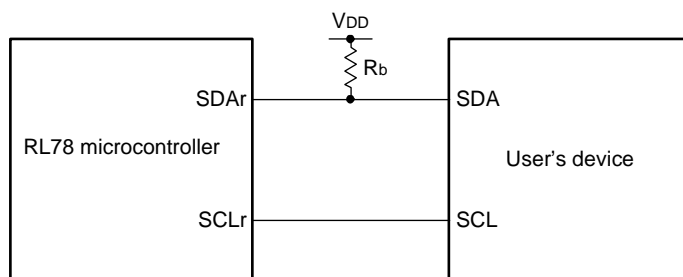 VDD
Rb
SDAr
SDA
RL78 microcontroller
User's device
SCLr
SCL